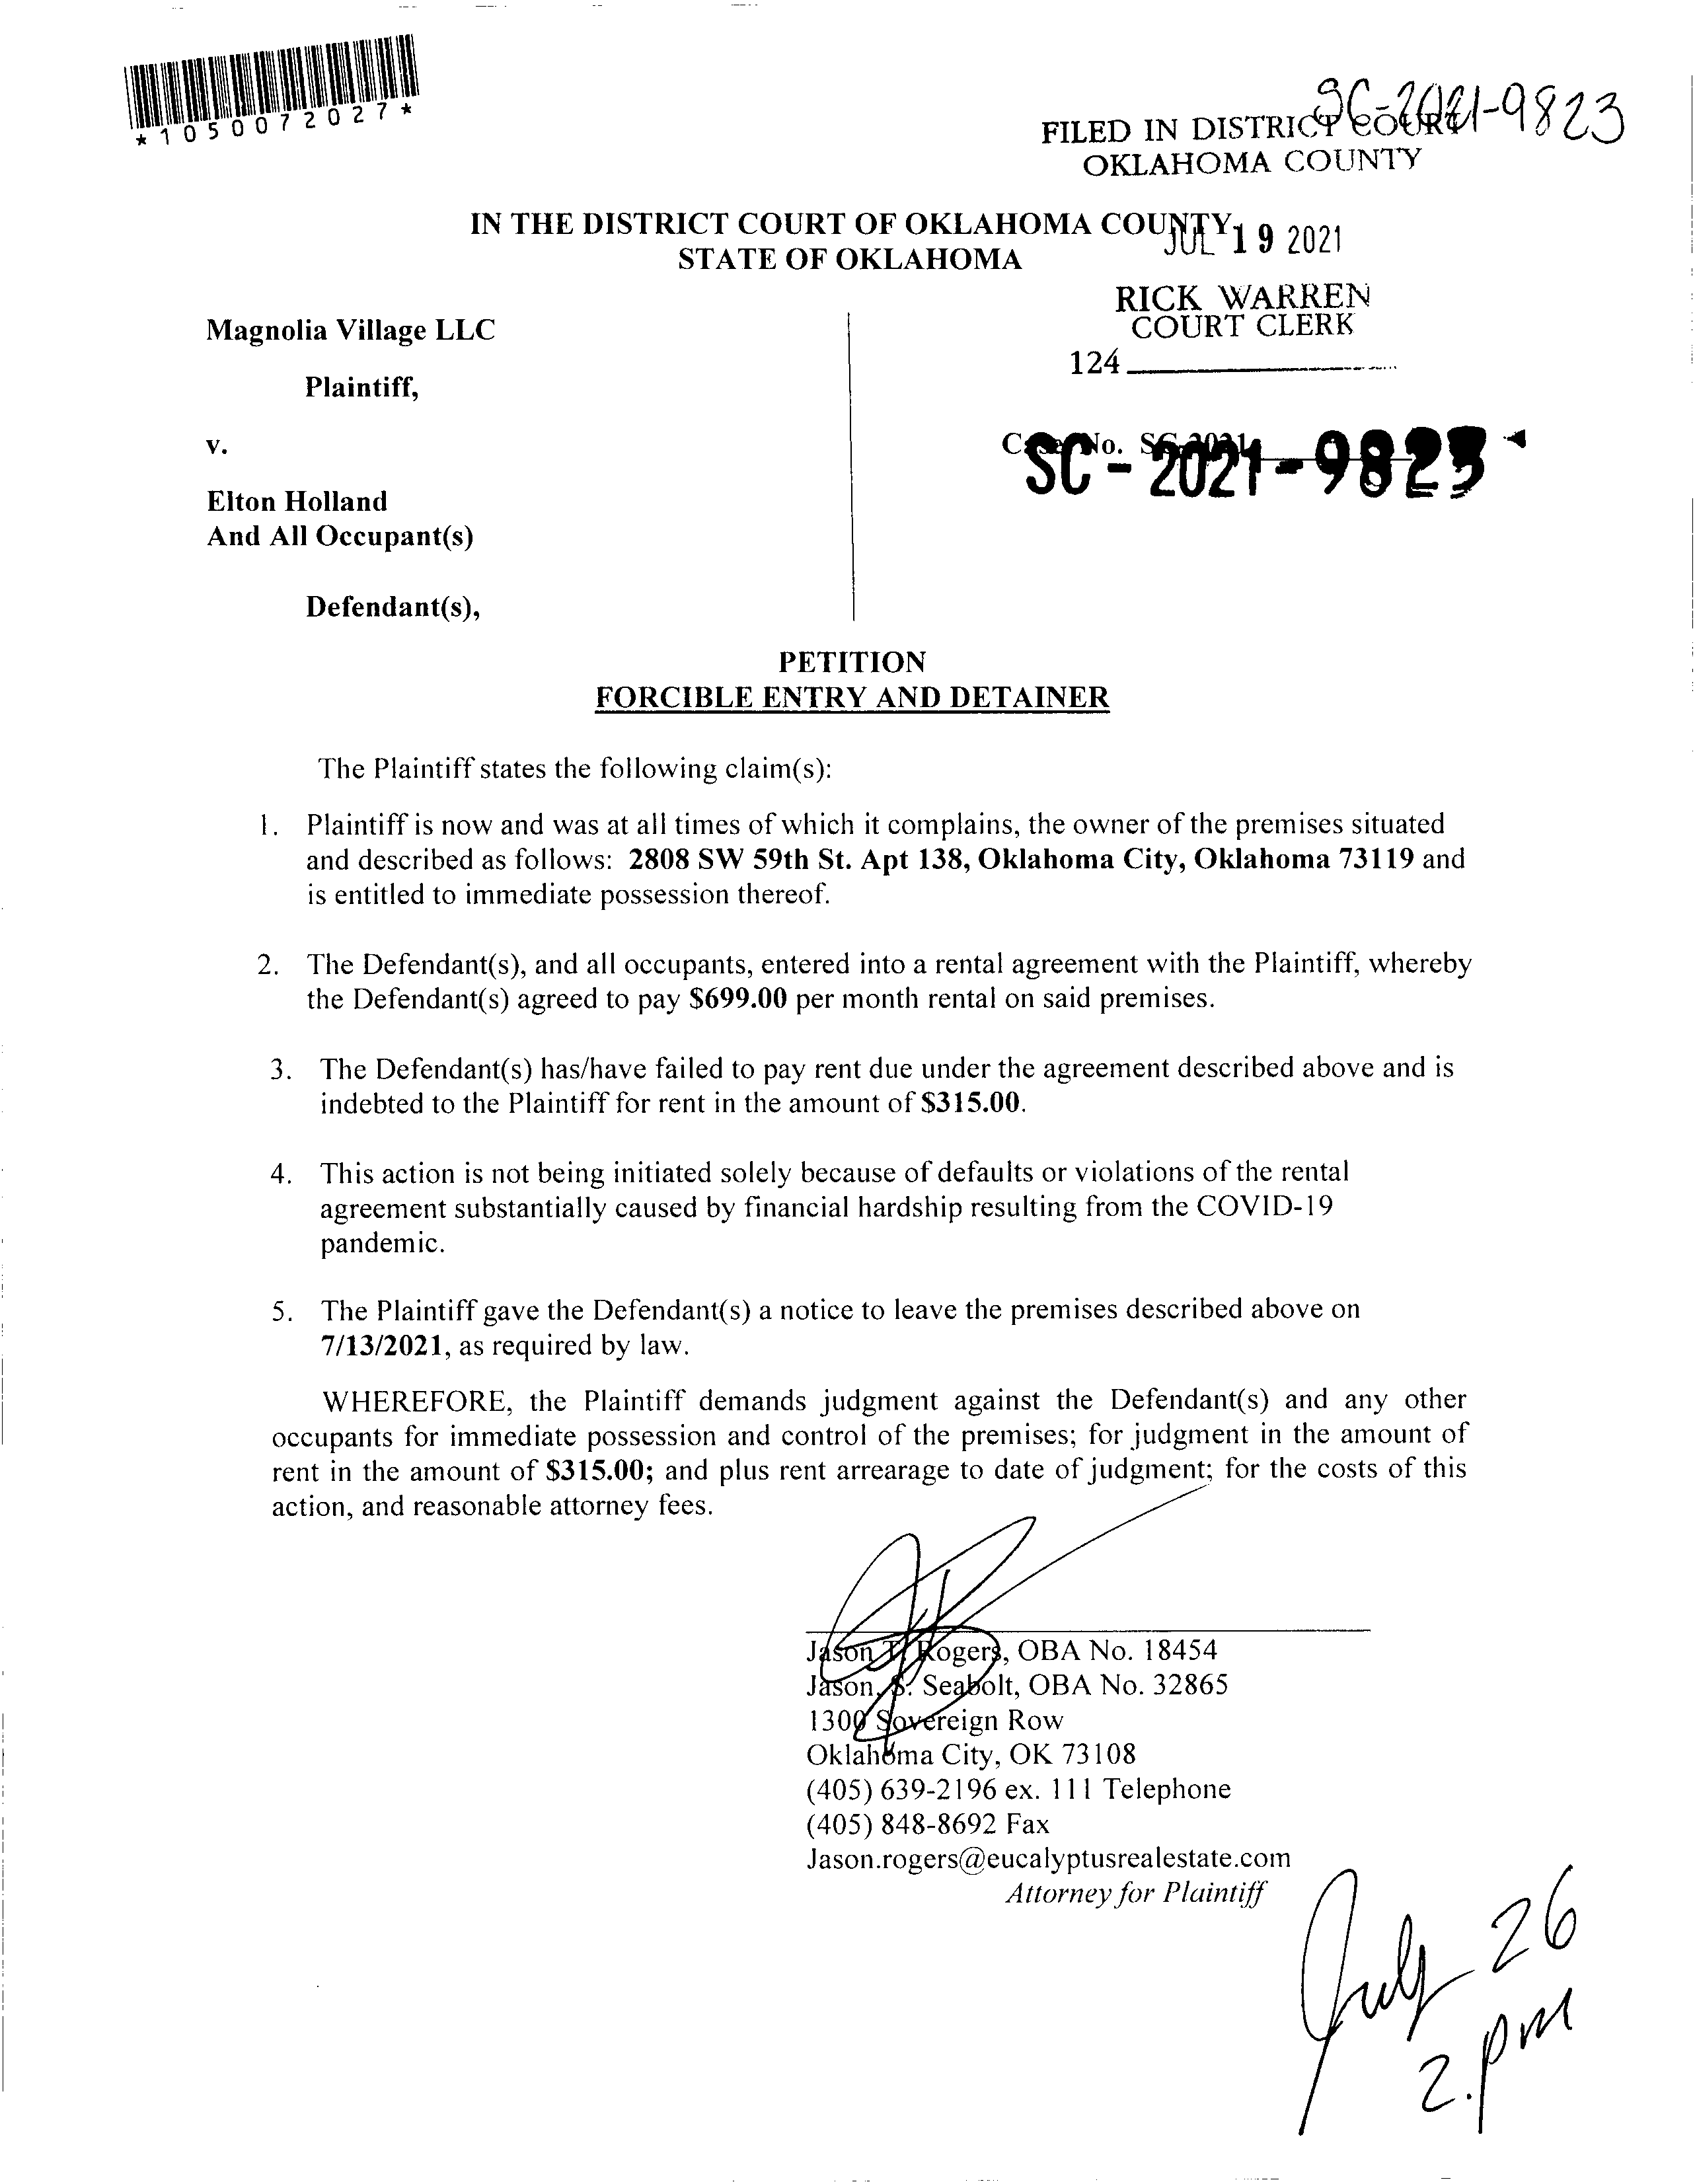 *1050072027*
SC-2021-9823
FILED IN DISTRICT COURT
OKLAHOMA COUNTY
IN THE DISTRICT COURT OF OKLAHOMA COUNTY
STATE OF OKLAHOMA
JUL 19 2021
RICK WARREN
COURT CLERK
124
Magnolia Village LLC
Plaintiff,
v.
Case No. SC-2021-
SC-2021-9823
Elton Holland
And All Occupant(s)
Defendant(s),
PETITION
FORCIBLE ENTRY AND DETAINER
The Plaintiff states the following claim(s):
1. Plaintiff is now and was at all times of which it complains, the owner of the premises situated
and described as follows: 2808 SW 59th St. Apt 138, Oklahoma City, Oklahoma 73119 and
is entitled to immediate possession thereof.
2. The Defendant(s), and all occupants, entered into a rental agreement with the Plaintiff, whereby
the Defendant(s) agreed to pay $699.00 per month rental on said premises.
3. The Defendant(s) has/have failed to pay rent due under the agreement described above and is
indebted to the Plaintiff for rent in the amount of $315.00.
4. This action is not being initiated solely because of defaults or violations of the rental
agreement substantially caused by financial hardship resulting from the COVID-19
pandemic.
5. The Plaintiff gave the Defendant(s) a notice to leave the premises described above on
7/13/2021, as required by law.
WHEREFORE, the Plaintiff demands judgment against the Defendant(s) and any other
occupants for immediate possession and control of the premises; for judgment in the amount of
rent in the amount of $315.00; and plus rent arrearage to date of judgment; for the costs of this
action, and reasonable attorney fees.
Jason T. Rogers, OBA No. 18454
Jason. S. Seabolt, OBA No. 32865
1300 Sovereign Row
Oklahoma City, OK 73108
(405) 639-2196 ex. 111 Telephone
(405) 848-8692 Fax
Jason.rogers@eucalyptusrealestate.com
Attorney for Plaintiff
July 26
2.pm